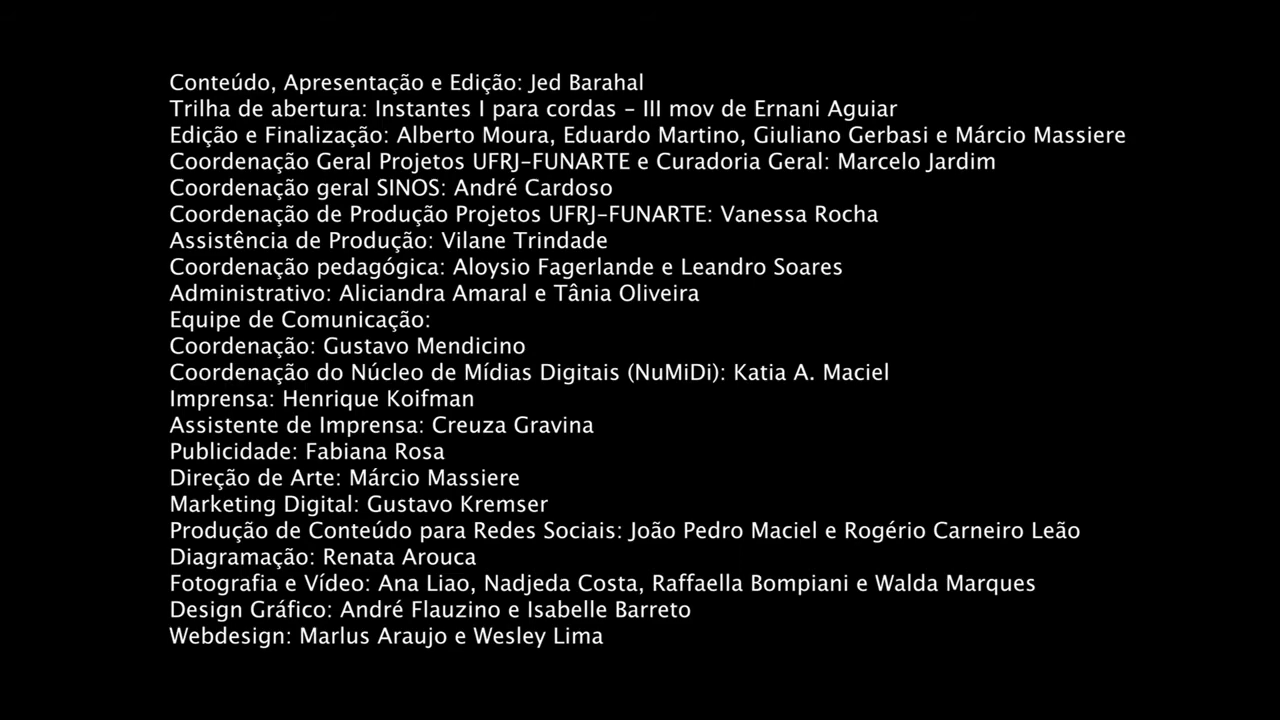 Conteúdo, Apresentação e Edição: Jed Barahal
Trilha de abertura: Instantes I para cordas – III mov de Ernani Aguiar
Edição e Finalização: Alberto Moura, Eduardo Martino, Giuliano Gerbasi e Márcio Massiere
Coordenação Geral Projetos UFRJ-FUNARTE e Curadoria Geral: Marcelo Jardim
Coordenação geral SINOS: André Cardoso
Coordenação de Produção Projetos UFRJ-FUNARTE: Vanessa Rocha
Assistência de Produção: Vilane Trindade
Coordenação pedagógica: Aloysio Fagerlande e Leandro Soares
Administrativo: Aliciandra Amaral e Tânia Oliveira
Equipe de Comunicação:
Coordenação: Gustavo Mendicino
Coordenação do Núcleo de Mídias Digitais (NuMiDi): Katia A. Maciel
Imprensa: Henrique Koifman
Assistente de Imprensa: Creuza Gravina
Publicidade: Fabiana Rosa
Direção de Arte: Márcio Massiere
Marketing Digital: Gustavo Kremser
Produção de Conteúdo para Redes Sociais: João Pedro Maciel e Rogério Carneiro Leão
Diagramação: Renata Arouca
Fotografia e Vídeo: Ana Liao, Nadjeda Costa, Raffaella Bompiani e Walda Marques
Design Gráfico: André Flauzino e Isabelle Barreto
Webdesign: Marlus Araujo e Wesley Lima